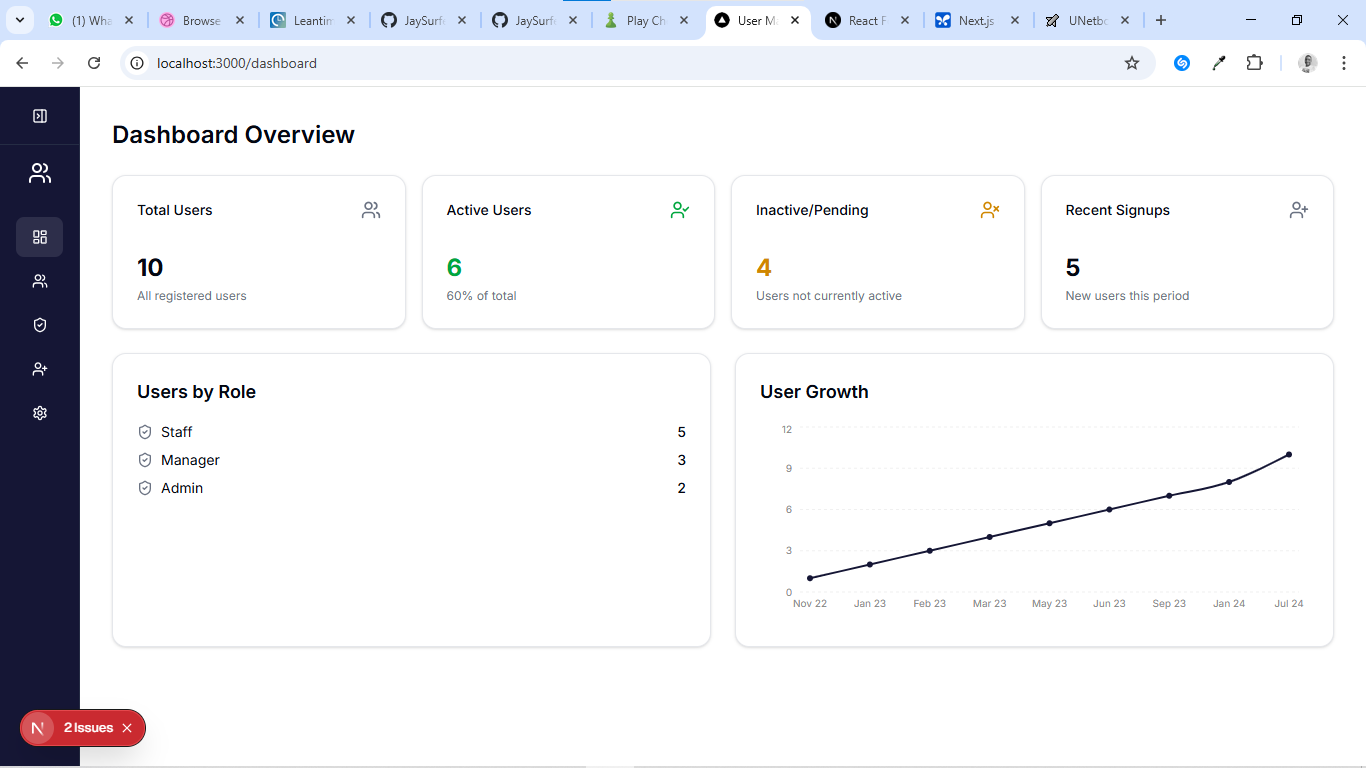 (1) Wha
Browse
Leantim
JaySurf
JaySurf
Play Ch
User Ma
React F
Next.js
UNetbo
localhost:3000/dashboard
Dashboard Overview
Total Users
10
All registered users
Active Users
6
60% of total
Inactive/Pending
4
Users not currently active
Recent Signups
5
New users this period
Users by Role
Staff 5
Manager 3
Admin 2
User Growth
12
9
6
3
0
Nov 22 Jan 23 Feb 23 Mar 23 May 23 Jun 23 Sep 23 Jan 24 Jul 24
N 2 Issues